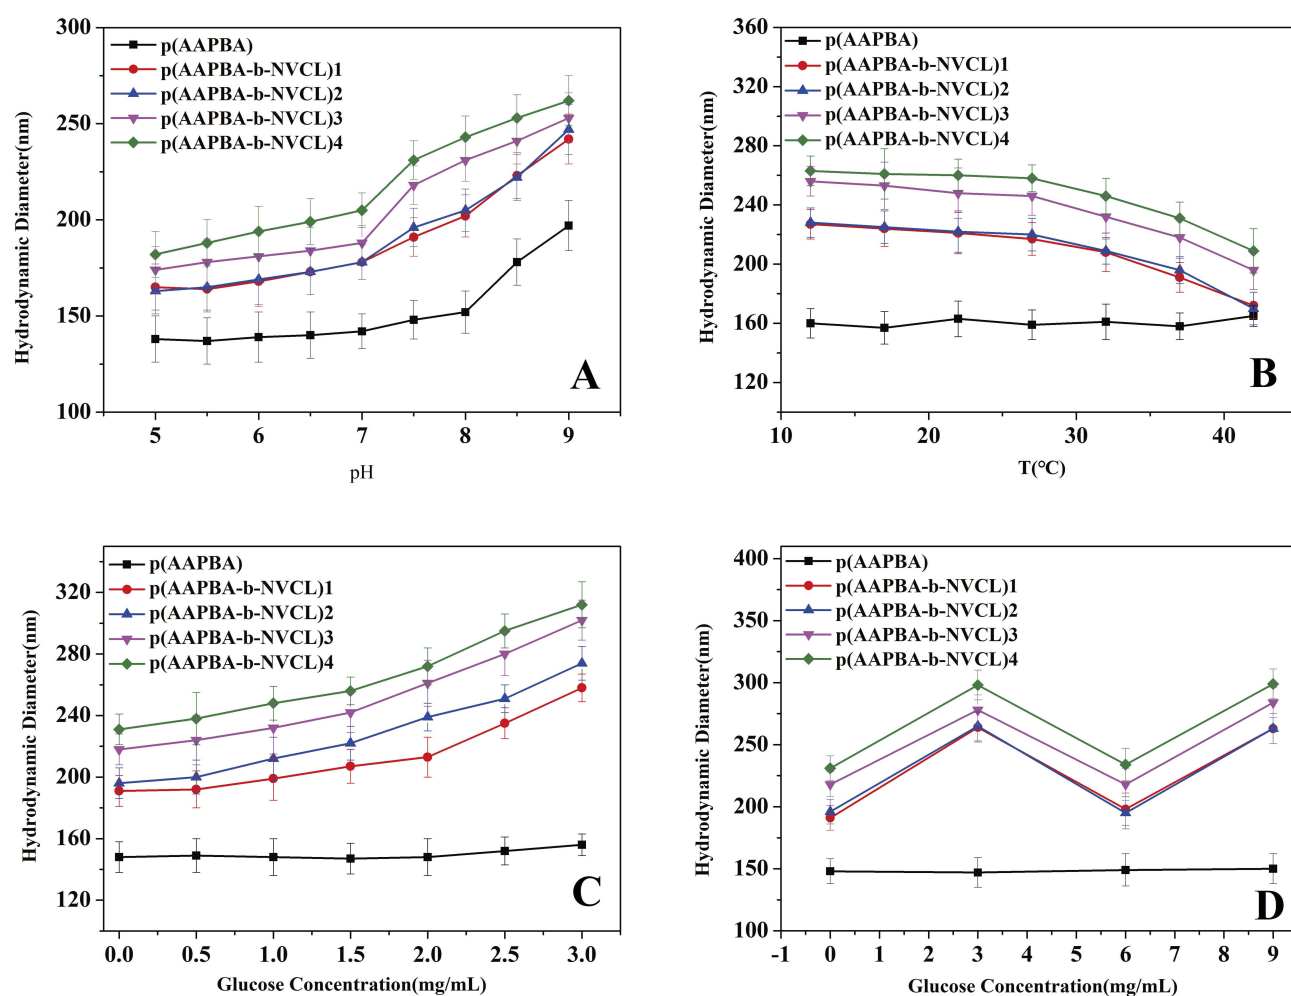 p(AAPBA)
p(AAPBA-b-NVCL)1
p(AAPBA-b-NVCL)2
p(AAPBA-b-NVCL)3
p(AAPBA-b-NVCL)4
Hydrodynamic Diameter(nm)
300
250
200
150
100
5 6 7 8 9
pH
A
p(AAPBA)
p(AAPBA-b-NVCL)1
p(AAPBA-b-NVCL)2
p(AAPBA-b-NVCL)3
p(AAPBA-b-NVCL)4
Hydrodynamic Diameter(nm)
360
320
280
240
200
160
120
10 20 30 40
T(℃)
B
p(AAPBA)
p(AAPBA-b-NVCL)1
p(AAPBA-b-NVCL)2
p(AAPBA-b-NVCL)3
p(AAPBA-b-NVCL)4
Hydrodynamic Diameter(nm)
320
280
240
200
160
120
0.0 0.5 1.0 1.5 2.0 2.5 3.0
Glucose Concentration(mg/mL)
C
p(AAPBA)
p(AAPBA-b-NVCL)1
p(AAPBA-b-NVCL)2
p(AAPBA-b-NVCL)3
p(AAPBA-b-NVCL)4
Hydrodynamic Diameter(nm)
400
350
300
250
200
150
100
-1 0 1 2 3 4 5 6 7 8 9
Glucose Concentration(mg/mL)
D